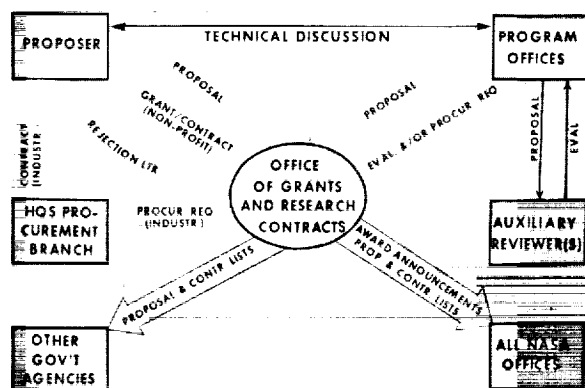 PROPOSER
TECHNICAL DISCUSSION
PROGRAM
OFFICES
PROPOSAL
GRANT/CONTRACT
(NON-PROFIT)
REJECTION LTR
PROPOSAL
EVAL. &/OR PROCUR REQ
PROPOSAL
EVAL
CONTRACT
(INDUSTR.)
OFFICE
OF GRANTS
AND RESEARCH
CONTRACTS
HQS PRO-
CUREMENT
BRANCH
PROCUR REQ
(INDUSTR.)
AUXILIARY
REVIEWER(S)
PROPOSAL & CONTR LISTS
AWARD ANNOUNCEMENTS
PROP & CONTR LISTS
OTHER
GOV'T
AGENCIES
ALL NASA
OFFICES